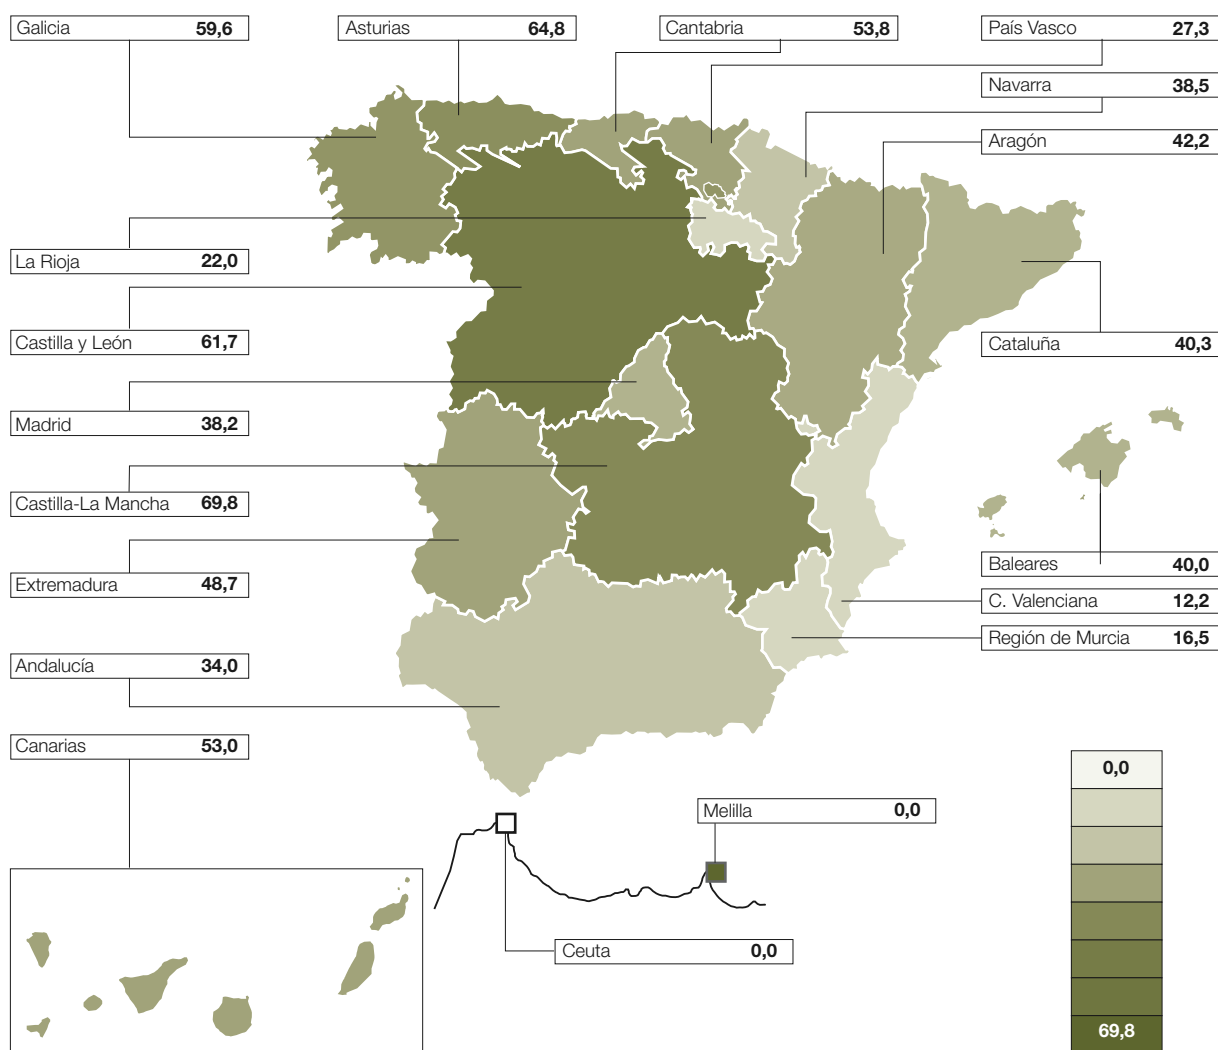 Galicia 59,6
Asturias 64,8
Cantabria 53,8
País Vasco 27,3
Navarra 38,5
Aragón 42,2
La Rioja 22,0
Castilla y León 61,7
Cataluña 40,3
Madrid 38,2
Castilla-La Mancha 69,8
Extremadura 48,7
Baleares 40,0
C. Valenciana 12,2
Región de Murcia 16,5
Andalucía 34,0
Canarias 53,0
0,0
Melilla 0,0
Ceuta 0,0
69,8